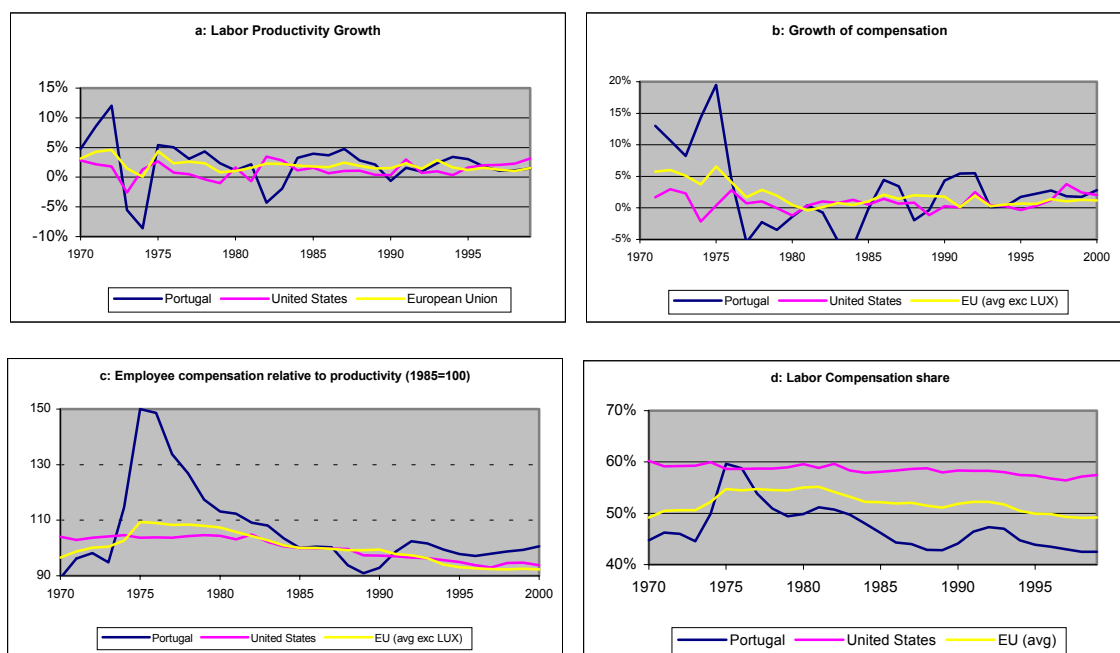 a: Labor Productivity Growth
15%
10%
5%
0%
-5%
-10%
1970 1975 1980 1985 1990 1995
Portugal United States European Union
b: Growth of compensation
20%
15%
10%
5%
0%
-5%
1970 1975 1980 1985 1990 1995 2000
Portugal United States EU (avg exc LUX)
c: Employee compensation relative to productivity (1985=100)
150
130
110
90
1970 1975 1980 1985 1990 1995 2000
Portugal United States EU (avg exc LUX)
d: Labor Compensation share
70%
60%
50%
40%
1970 1975 1980 1985 1990 1995
Portugal United States EU (avg)